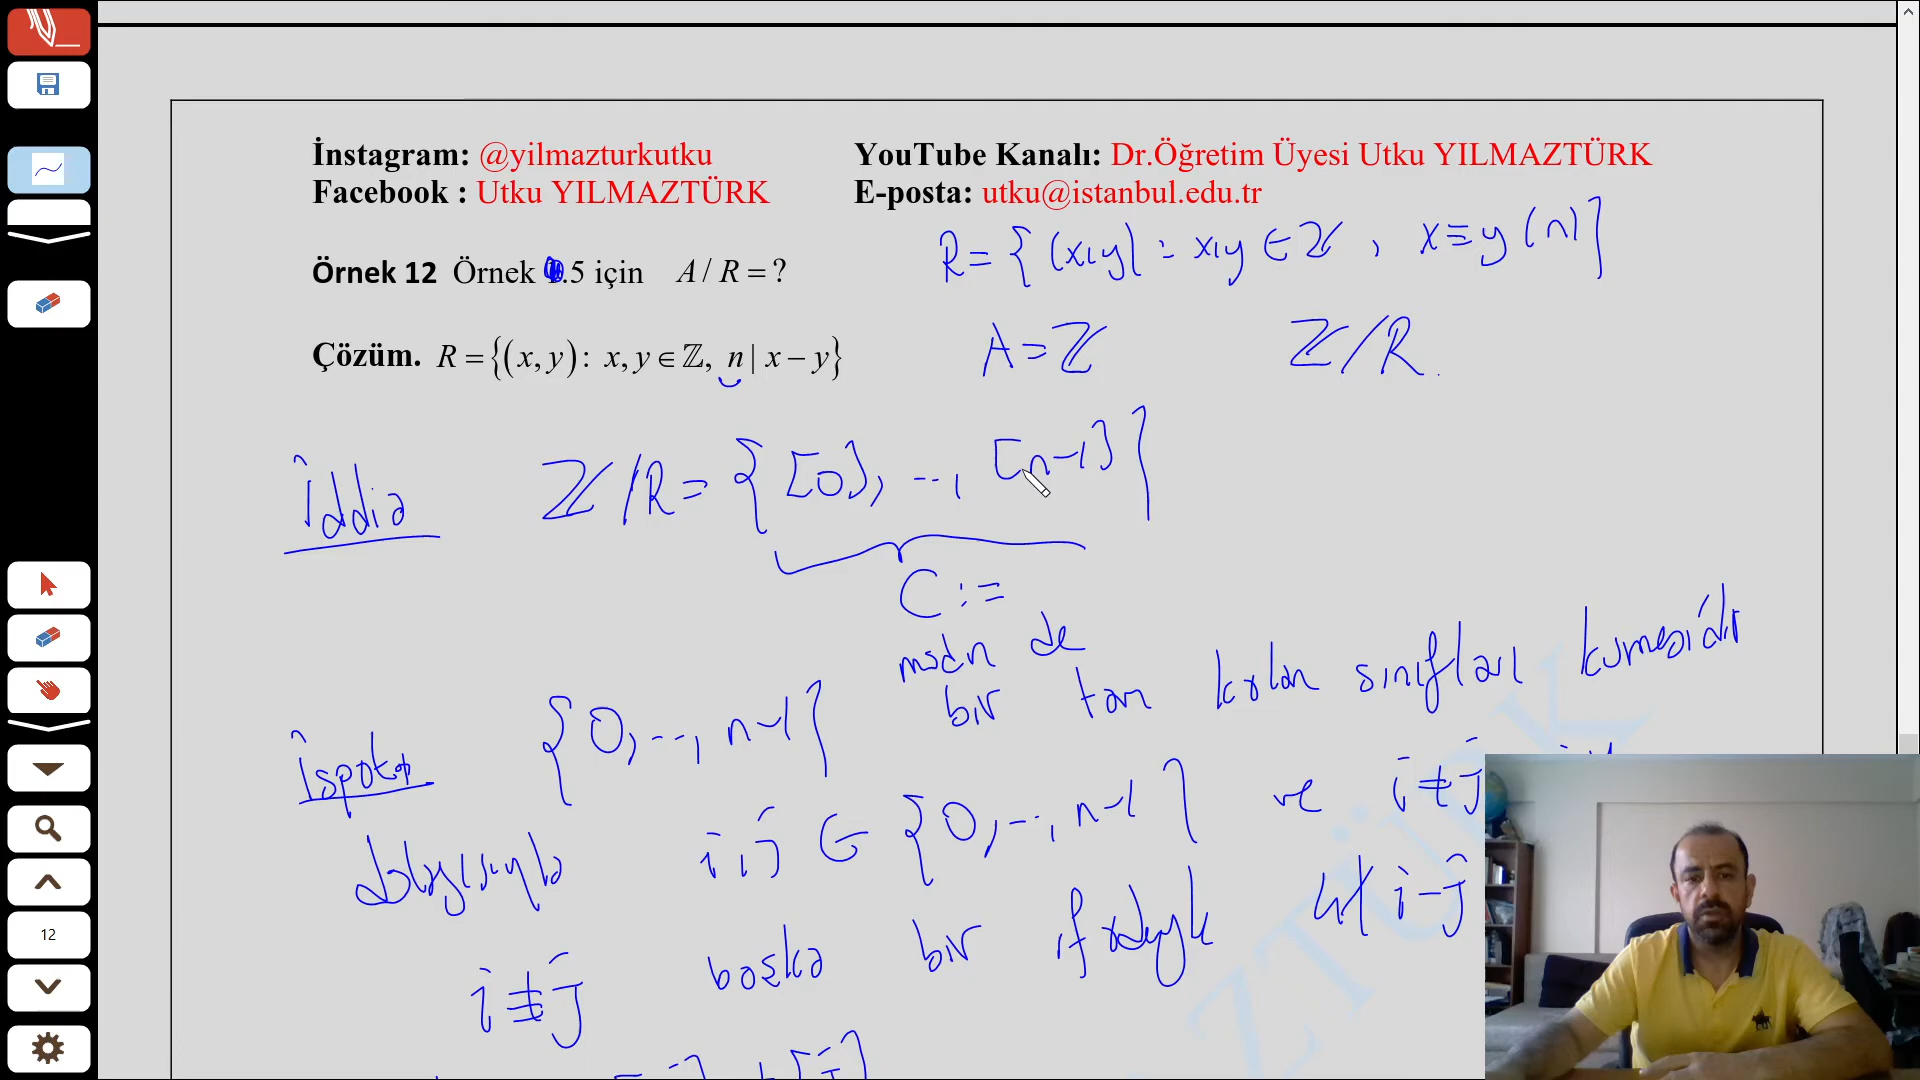 İnstagram: @yilmazturkutku YouTube Kanalı: Dr.Öğretim Üyesi Utku YILMAZTÜRK
Facebook : Utku YILMAZTÜRK E-posta: utku@istanbul.edu.tr
R = { (x,y) : x,y ∈ ℤ , x ≡ y (n) }
Örnek 12 Örnek .5 için A / R = ?
A = ℤ ℤ/R
Çözüm. R = {(x, y) : x, y ∈ ℤ, n | x − y}
İddia ℤ/R = { [0], ..., [n-1] }
C :=
mod n de
bir tam kalan sınıfları kümesidir
İspat { 0, ..., n-1 }
dolayısıyla i, j ∈ { 0, ..., n-1 } ve i ≠ j
i ≢ j başka bir ifadeyle n ∤ i - j
12